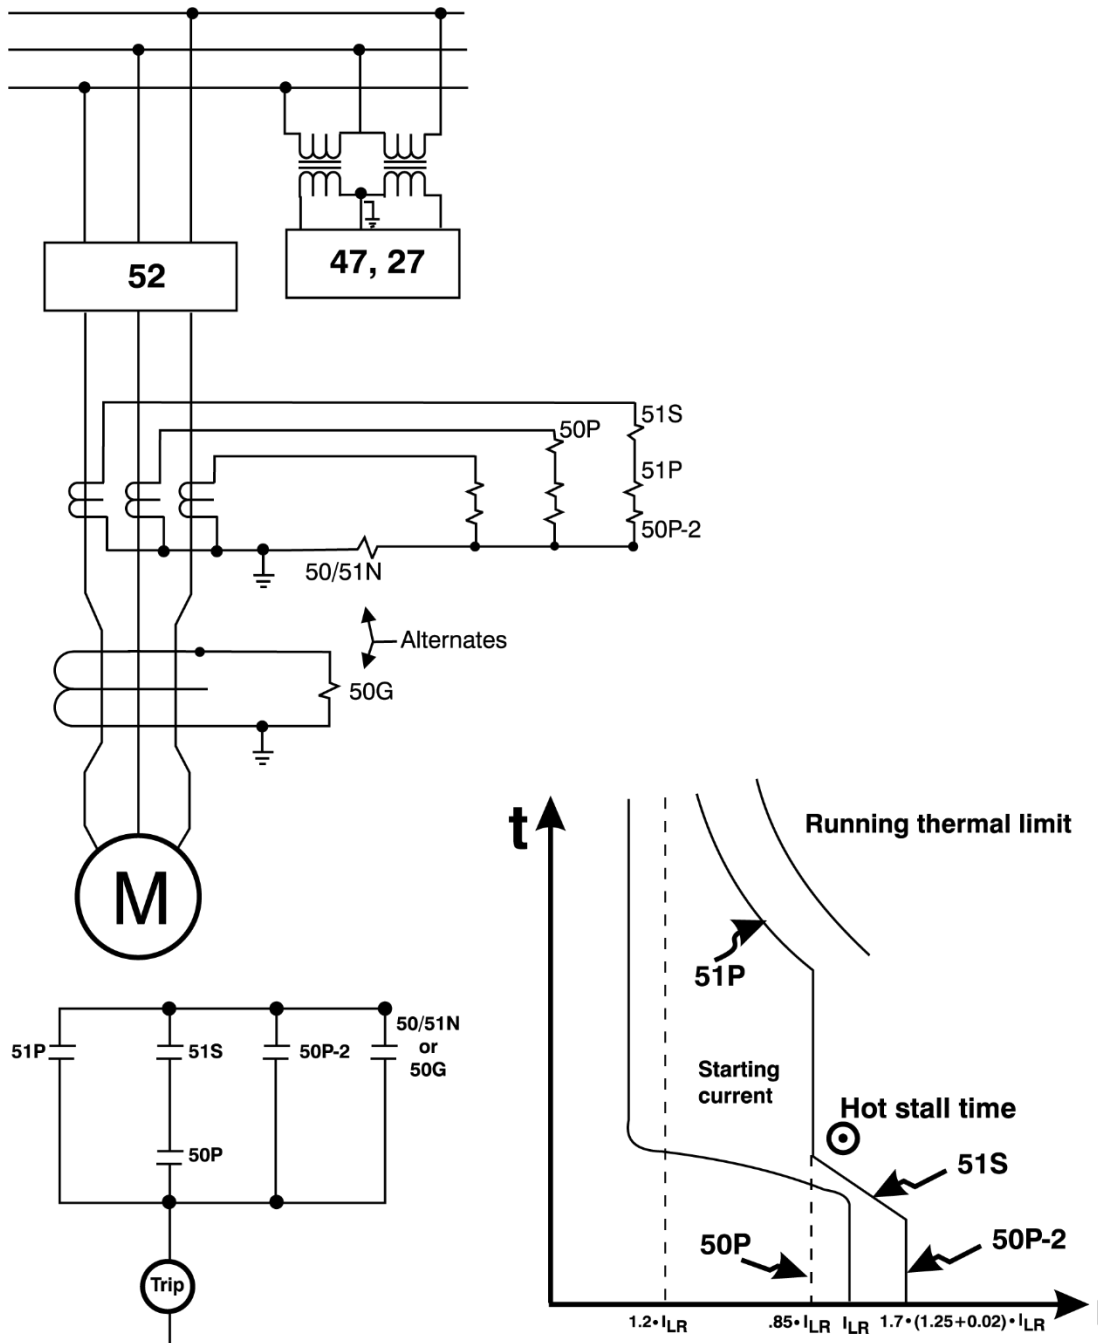 52
47, 27
51S
50P
51P
50P-2
50/51N
Alternates
50G
M
51P
51S
50P-2
50/51N
or
50G
50P
Trip
t
Running thermal limit
51P
Starting
current
Hot stall time
51S
50P
50P-2
1.2•ILR
.85•ILR
ILR
1.7•(1.25+0.02)•ILR